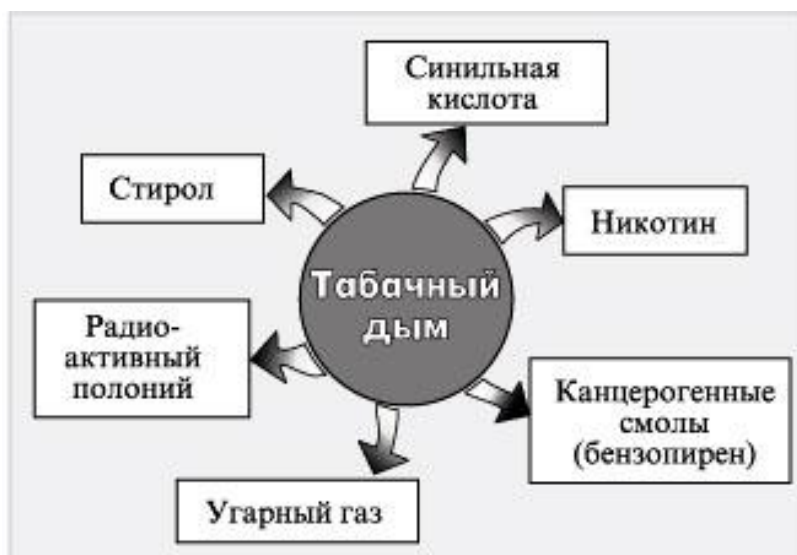 Синильная
кислота
Стирол
Никотин
Табачный
дым
Радио-
активный
полоний
Канцерогенные
смолы
(бензопирен)
Угарный газ